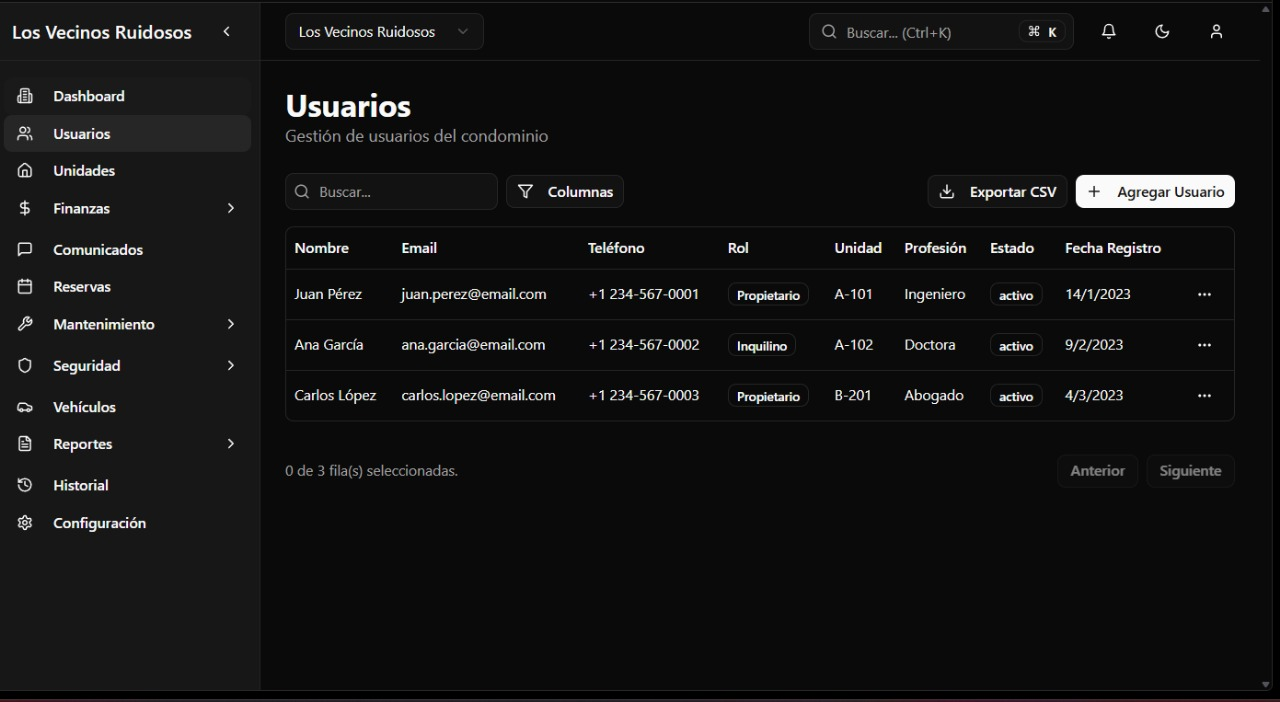 Los Vecinos Ruidosos
Los Vecinos Ruidosos
Buscar... (Ctrl+K)
⌘ K
Dashboard
Usuarios
Unidades
Finanzas
Comunicados
Reservas
Mantenimiento
Seguridad
Vehículos
Reportes
Historial
Configuración
Usuarios
Gestión de usuarios del condominio
Buscar...
Columnas
Exportar CSV
Agregar Usuario
Nombre Email Teléfono Rol Unidad Profesión Estado Fecha Registro
Juan Pérez juan.perez@email.com +1 234-567-0001 Propietario A-101 Ingeniero activo 14/1/2023
Ana García ana.garcia@email.com +1 234-567-0002 Inquilino A-102 Doctora activo 9/2/2023
Carlos López carlos.lopez@email.com +1 234-567-0003 Propietario B-201 Abogado activo 4/3/2023
0 de 3 fila(s) seleccionadas.
Anterior
Siguiente